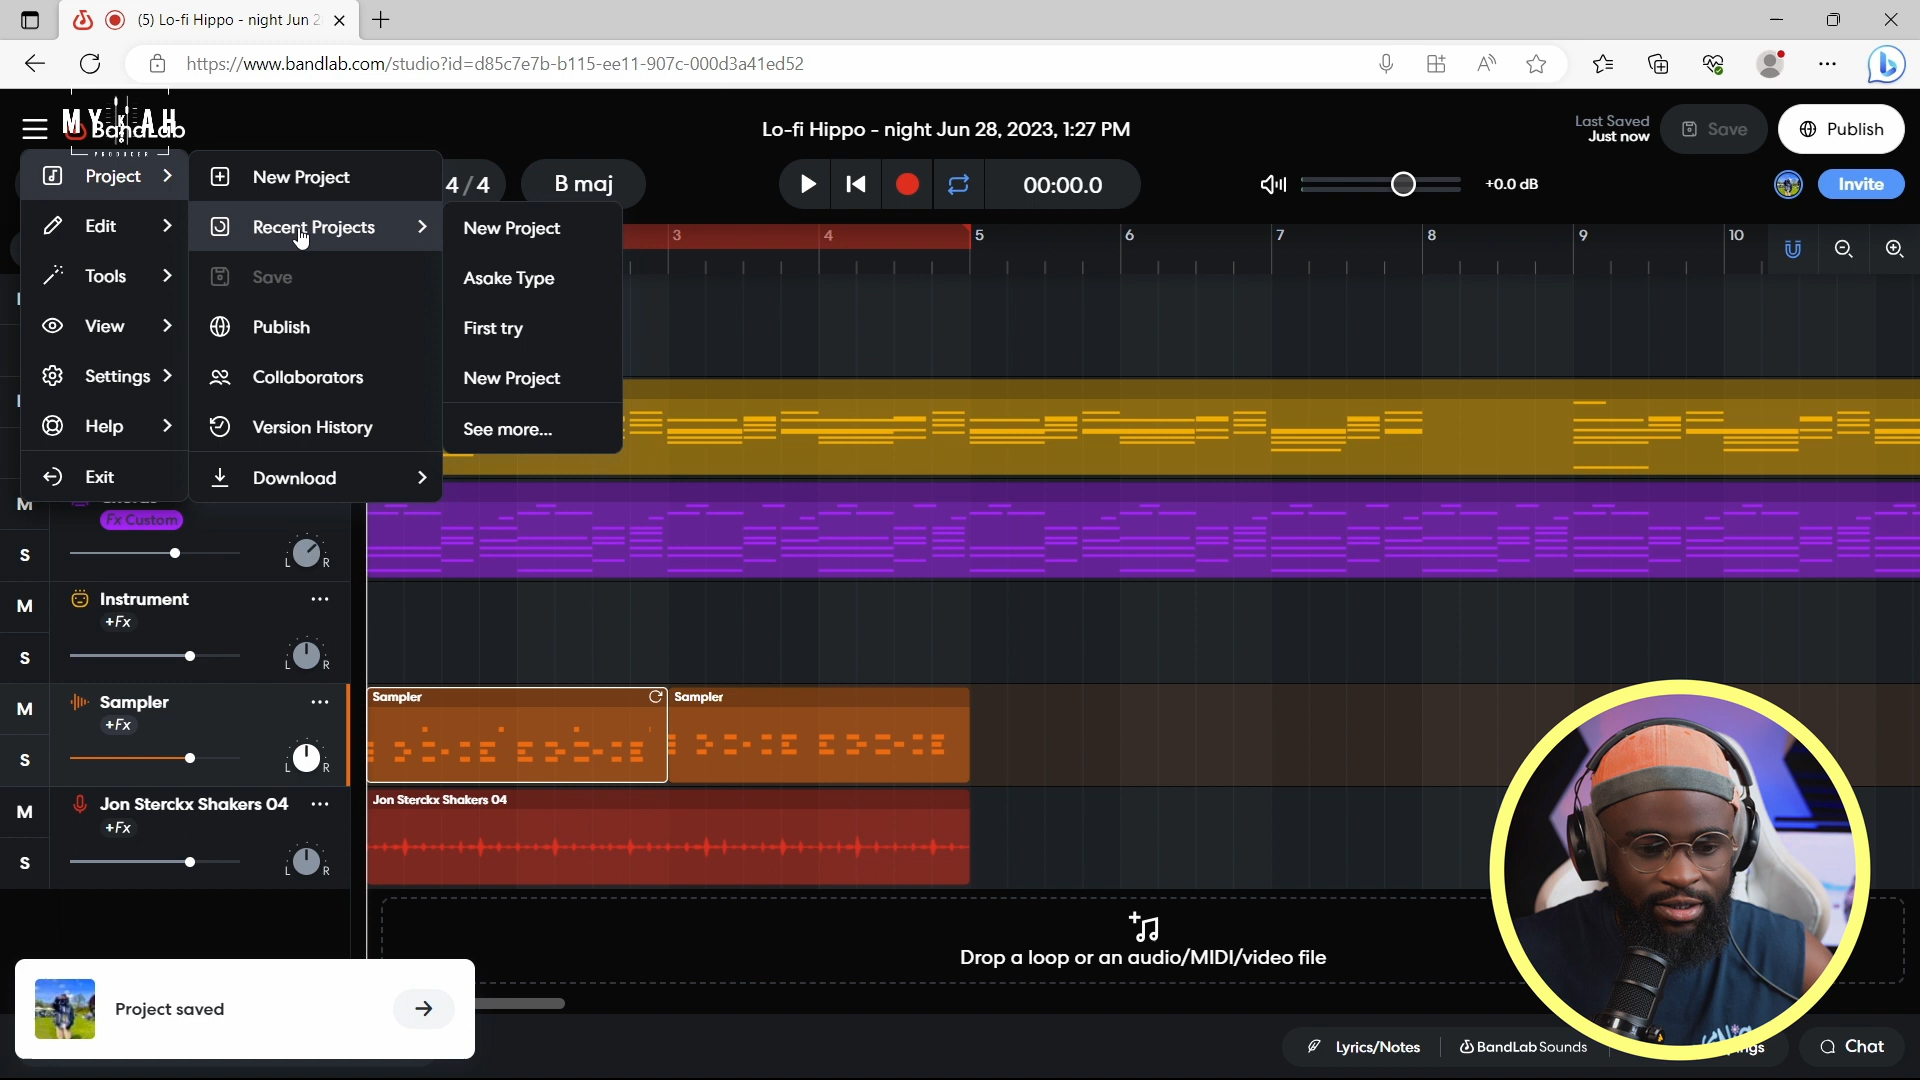 (5) Lo-fi Hippo - night Jun 2
https://www.bandlab.com/studio?id=d85c7e7b-b115-ee11-907c-000d3a41ed52
MYKAH
BandLab
PRODUCER
Lo-fi Hippo - night Jun 28, 2023, 1:27 PM
Last Saved
Just now
Save
Publish
Project
New Project
4/4
B maj
00:00.0
+0.0 dB
Invite
Edit
Recent Projects
New Project
3
4
5
6
7
8
9
10
Tools
Save
Asake Type
View
Publish
First try
Settings
Collaborators
New Project
Help
Version History
See more...
Exit
Download
M
Fx Custom
S
M
Instrument
+Fx
S
L
R
M
Sampler
+Fx
S
L
R
Sampler
Sampler
M
Jon Sterckx Shakers 04
+Fx
S
L
R
Jon Sterckx Shakers 04
Drop a loop or an audio/MIDI/video file
Project saved
Lyrics/Notes
BandLab Sounds
Chat